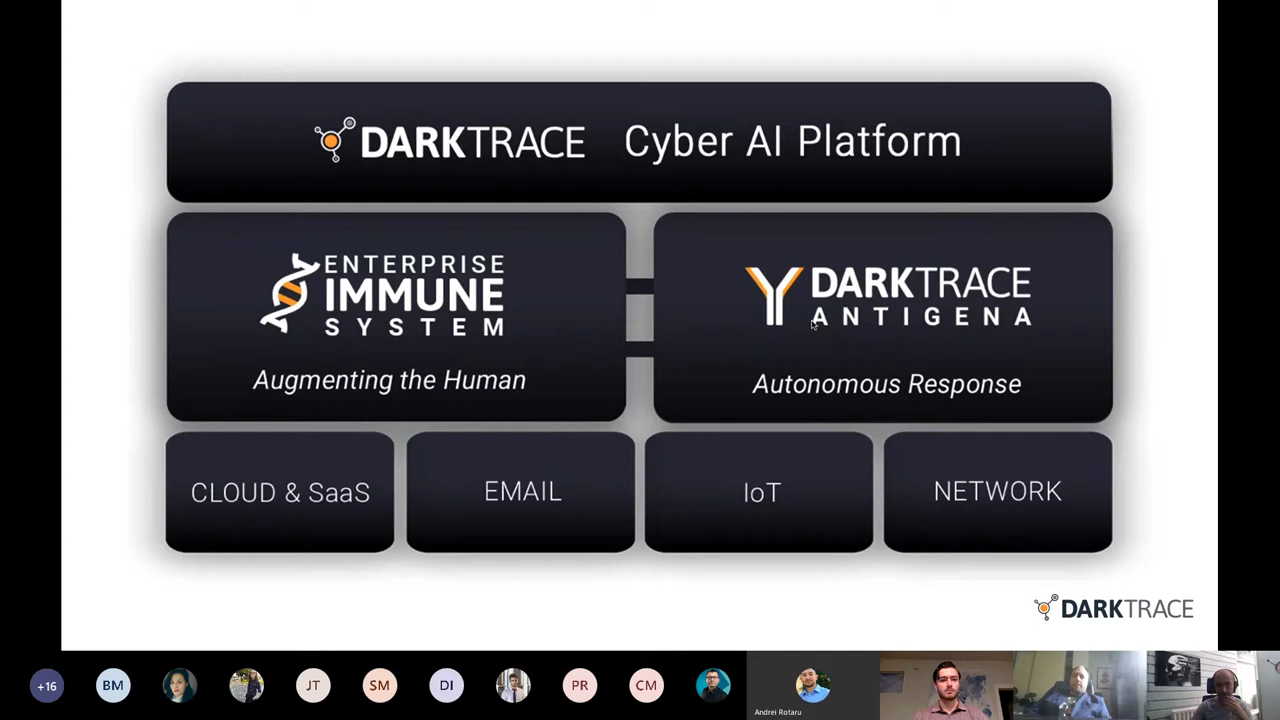 DARKTRACE Cyber AI Platform
ENTERPRISE
IMMUNE
SYSTEM
Augmenting the Human
DARKTRACE
ANTIGENA
Autonomous Response
CLOUD & SaaS
EMAIL
IoT
NETWORK
DARKTRACE
+16
BM
JT
SM
DI
PR
CM
Andrei Rotaru